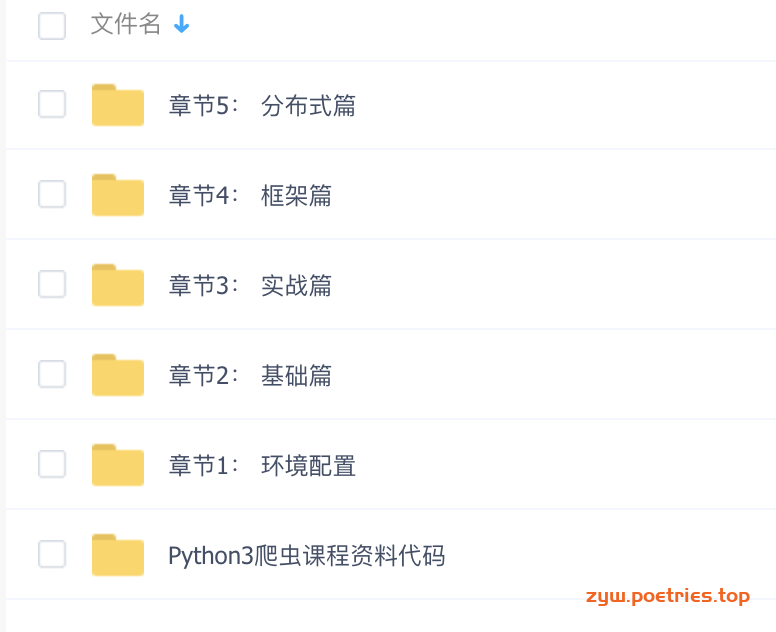 文件名
章节5： 分布式篇
章节4： 框架篇
章节3： 实战篇
章节2： 基础篇
章节1： 环境配置
Python3爬虫课程资料代码
zyw.poetries.top